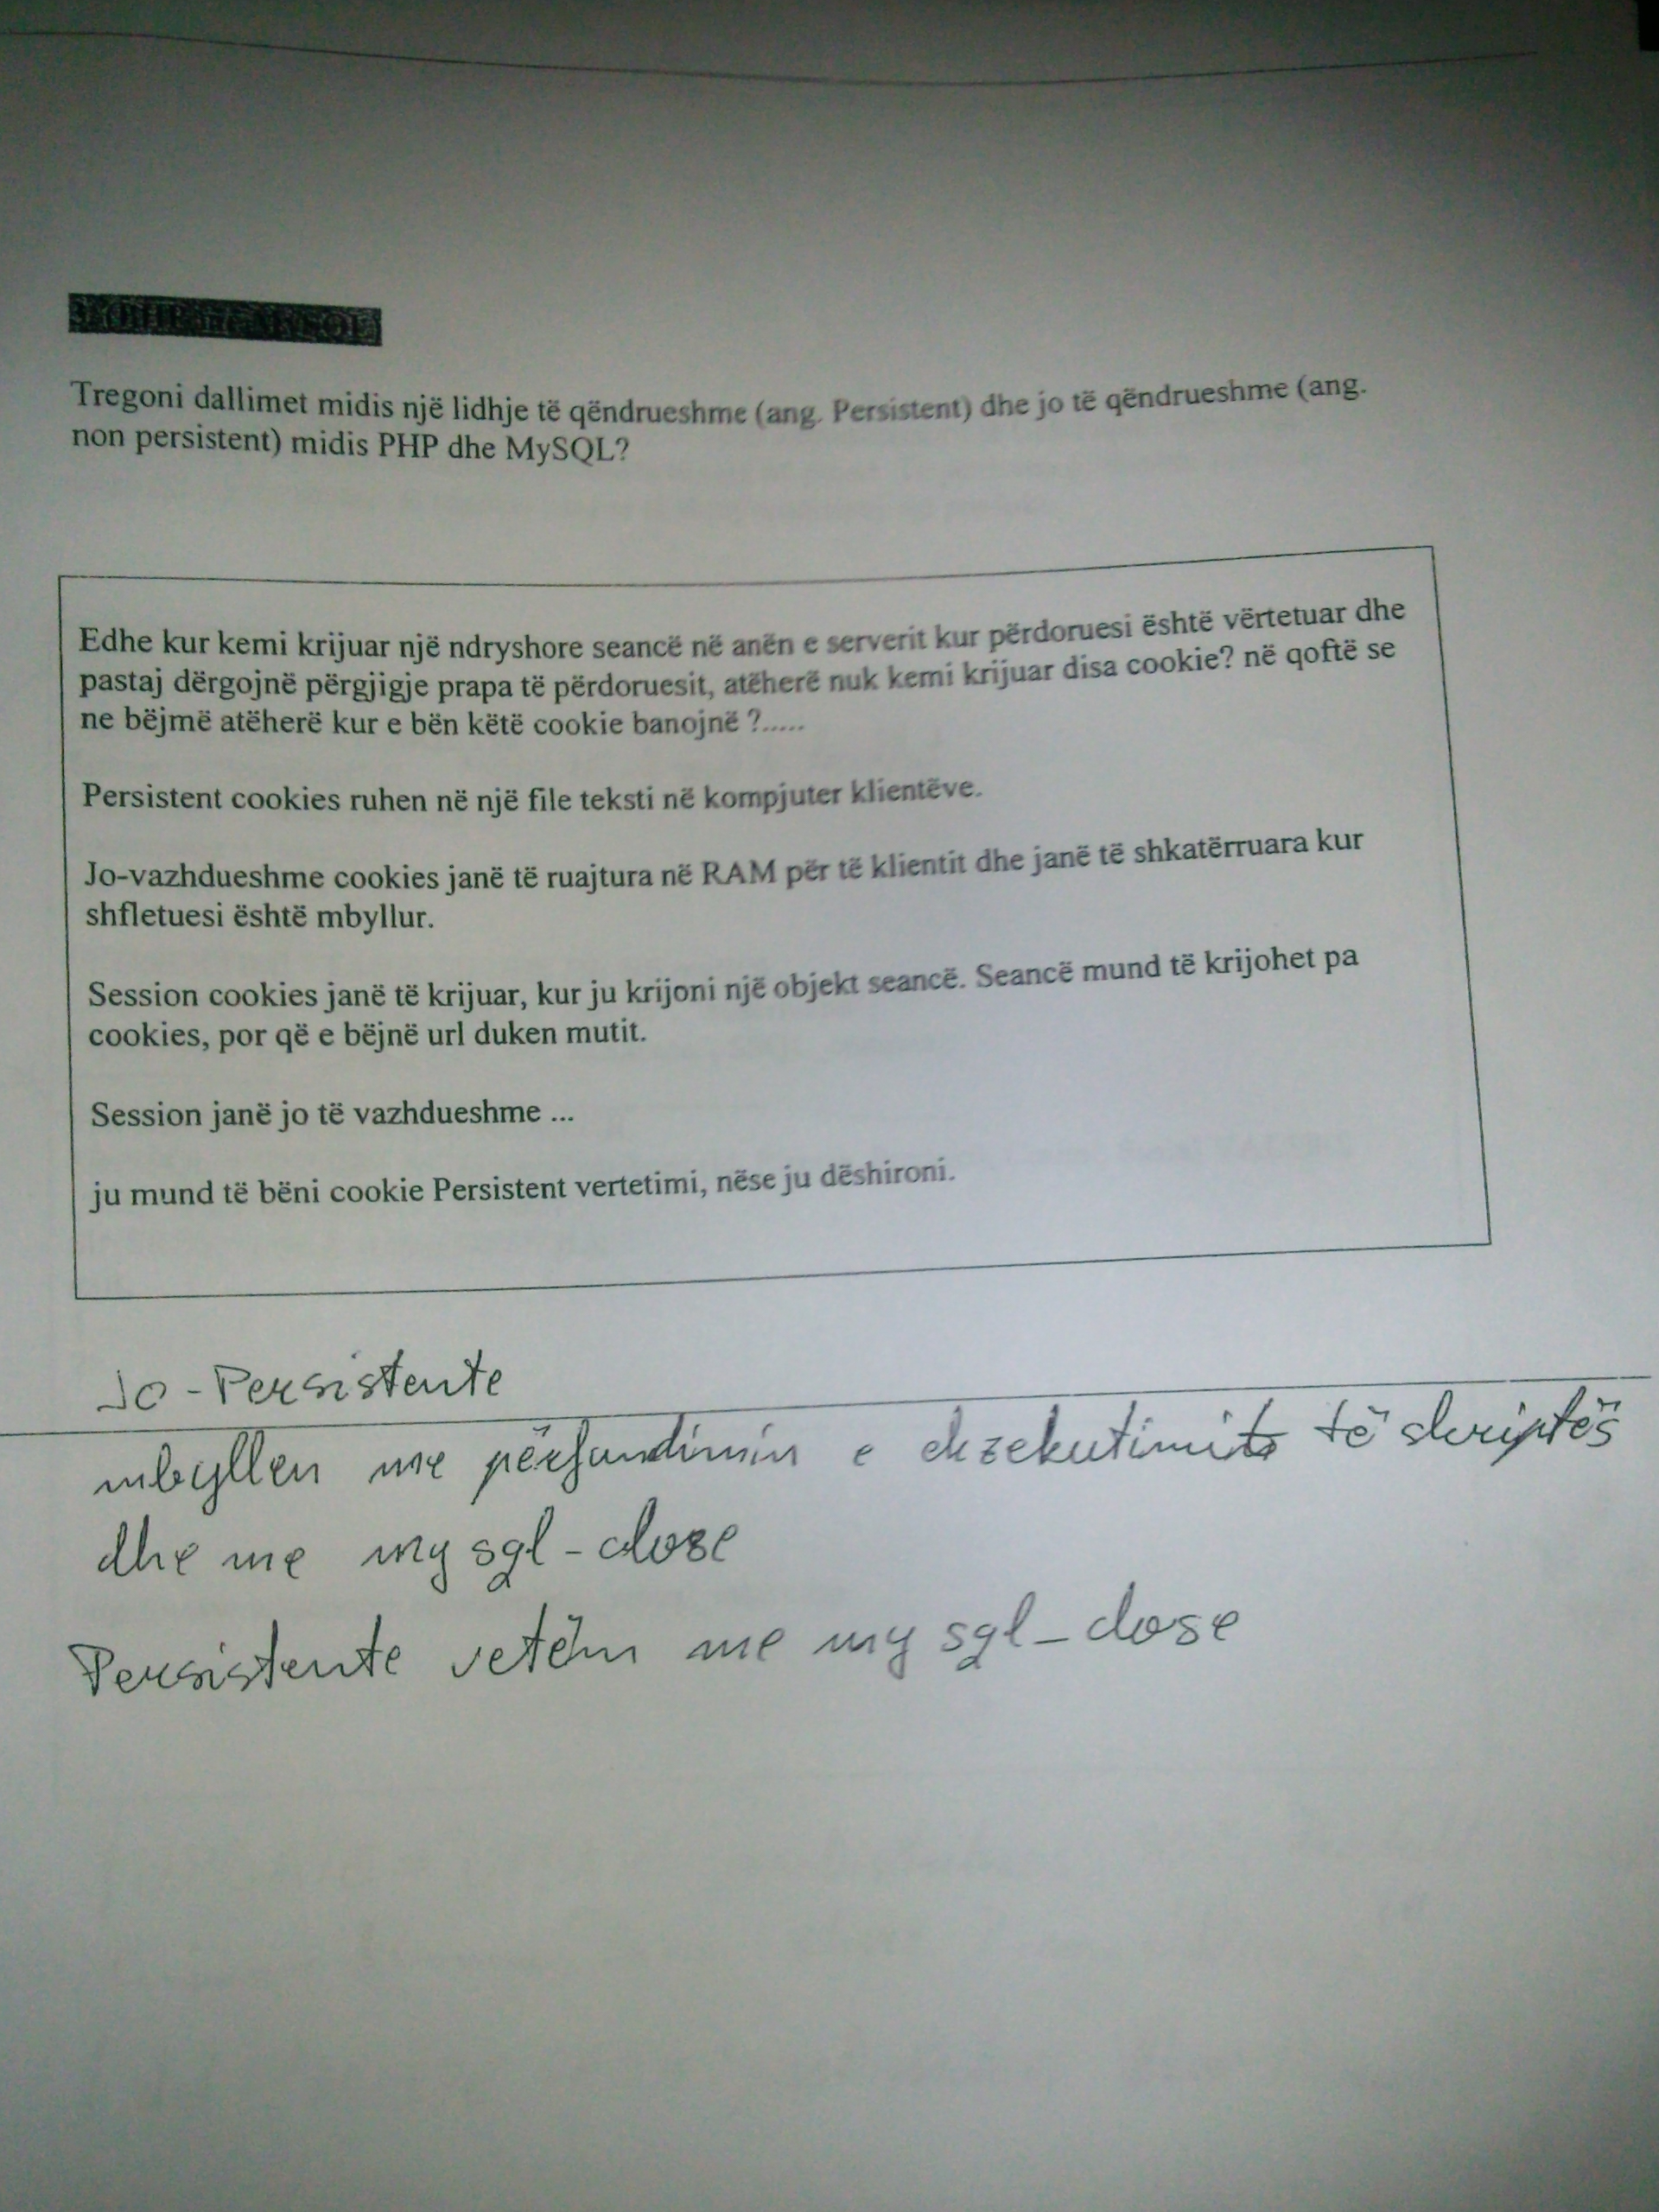 Tregoni dallimet midis një lidhje të qëndrueshme (ang. Persistent) dhe jo të qëndrueshme (ang.
non persistent) midis PHP dhe MySQL?
Edhe kur kemi krijuar një ndryshore seancë në anën e serverit kur përdoruesi është vërtetuar dhe
pastaj dërgojnë përgjigje prapa të përdoruesit, atëherë nuk kemi krijuar disa cookie? në qoftë se
ne bëjmë atëherë kur e bën këtë cookie banojnë ?.....
Persistent cookies ruhen në një file teksti në kompjuter klientëve.
Jo-vazhdueshme cookies janë të ruajtura në RAM për të klientit dhe janë të shkatërruara kur
shfletuesi është mbyllur.
Session cookies janë të krijuar, kur ju krijoni një objekt seancë. Seancë mund të krijohet pa
cookies, por që e bëjnë url duken mutit.
Session janë jo të vazhdueshme ...
ju mund të bëni cookie Persistent vertetimi, nëse ju dëshironi.
Jo-Persistente
mbyllen me përfundimin e ekzekutimit të skriptës
dhe me mysql-close
Persistente vetëm me mysql-close